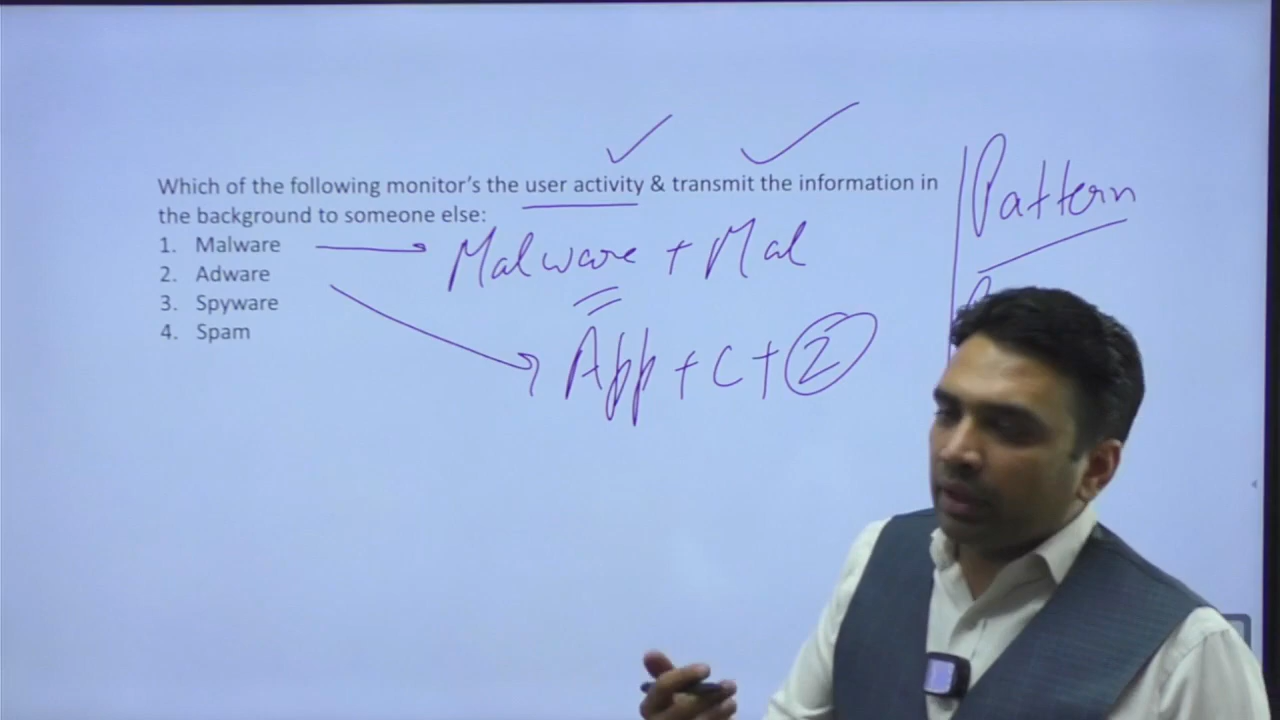 Which of the following monitor's the user activity & transmit the information in
the background to someone else:
1. Malware
2. Adware
3. Spyware
4. Spam
Malware + Mal
App + C + 2
Pattern